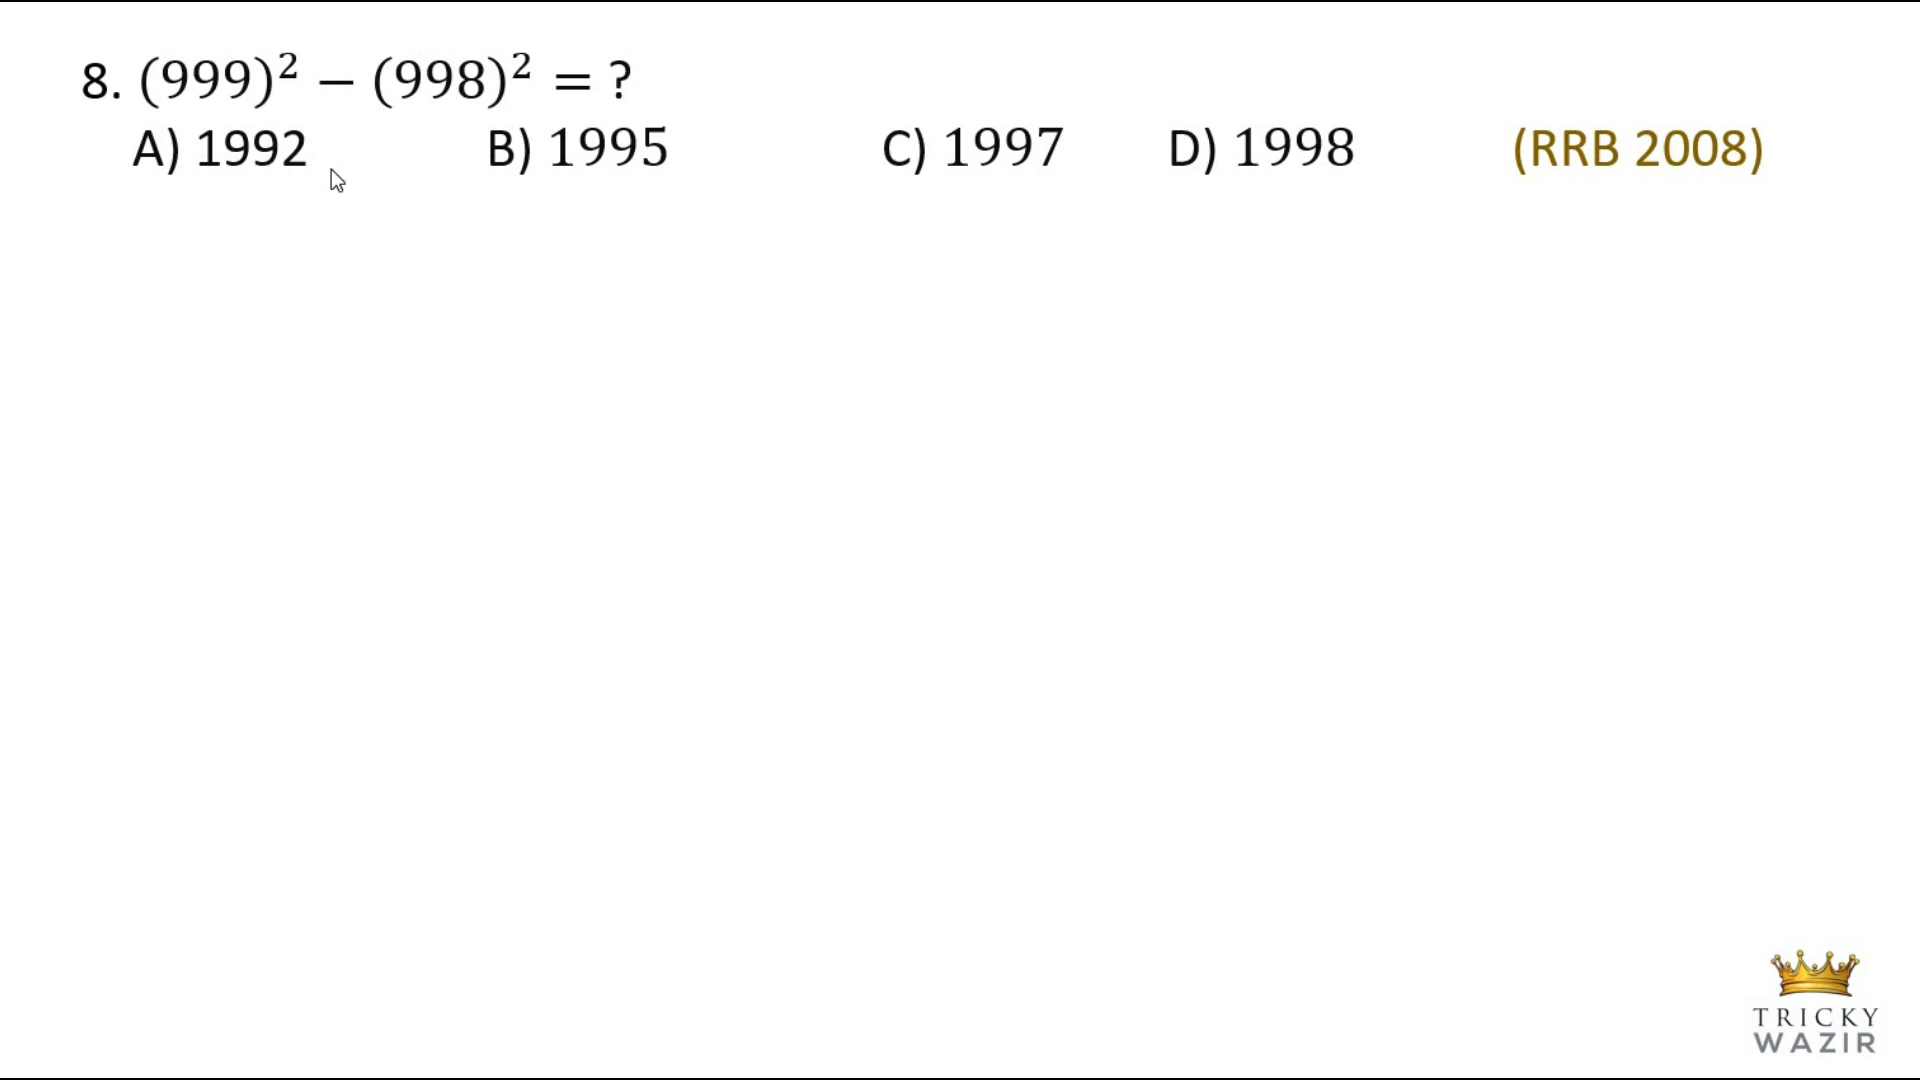 8. (999)² − (998)² = ?
A) 1992 B) 1995 C) 1997 D) 1998 (RRB 2008)
TRICKY
WAZIR